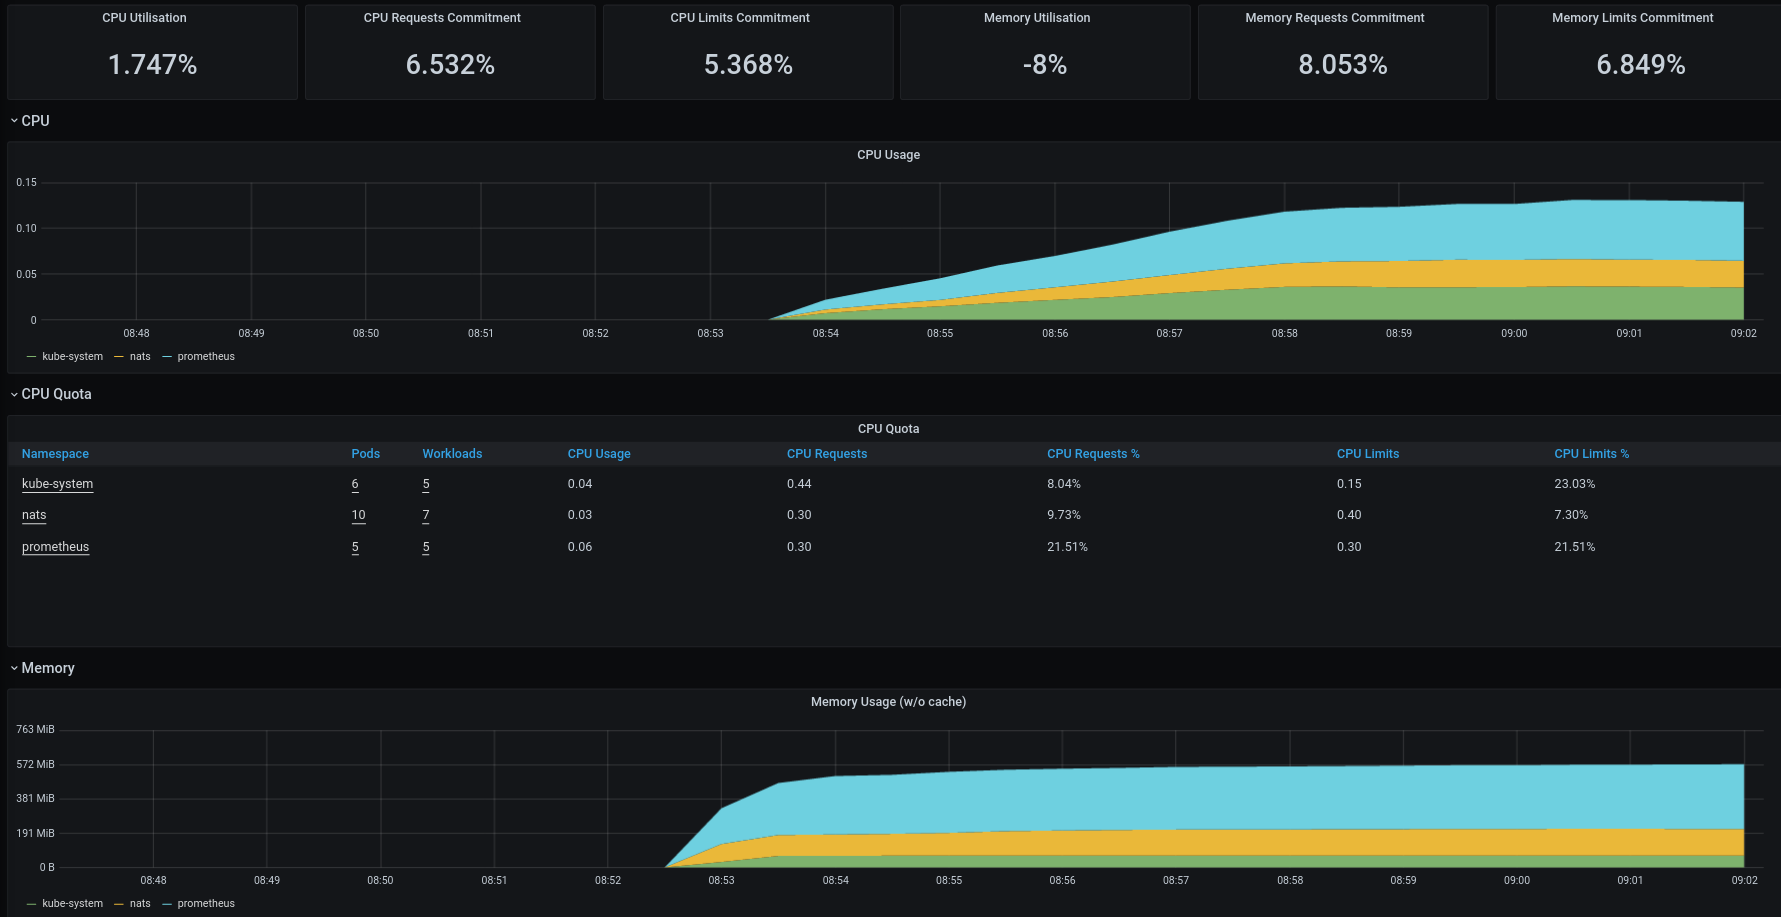 CPU Utilisation CPU Requests Commitment CPU Limits Commitment Memory Utilisation Memory Requests Commitment Memory Limits Commitment
1.747% 6.532% 5.368% -8% 8.053% 6.849%
CPU
CPU Usage
0.15
0.10
0.05
0
08:48 08:49 08:50 08:51 08:52 08:53 08:54 08:55 08:56 08:57 08:58 08:59 09:00 09:01 09:02
kube-system nats prometheus
CPU Quota
CPU Quota
Namespace Pods Workloads CPU Usage CPU Requests CPU Requests % CPU Limits CPU Limits %
kube-system 6 5 0.04 0.44 8.04% 0.15 23.03%
nats 10 7 0.03 0.30 9.73% 0.40 7.30%
prometheus 5 5 0.06 0.30 21.51% 0.30 21.51%
Memory
Memory Usage (w/o cache)
763 MiB
572 MiB
381 MiB
191 MiB
0 B
08:48 08:49 08:50 08:51 08:52 08:53 08:54 08:55 08:56 08:57 08:58 08:59 09:00 09:01 09:02
kube-system nats prometheus